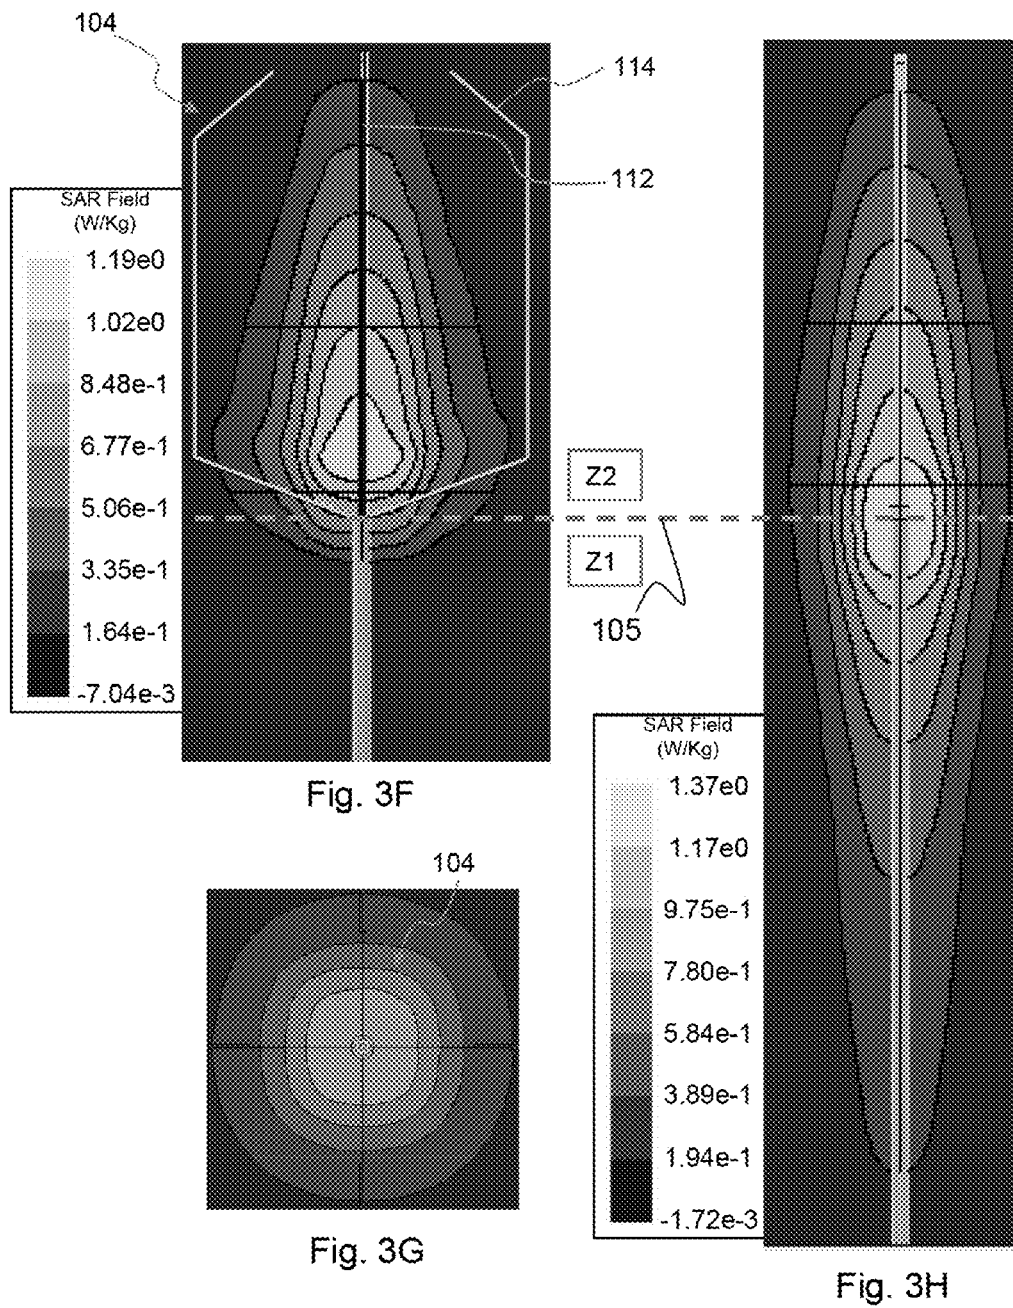 104
114
112
SAR Field
(W/Kg)
1.19e0
1.02e0
8.48e-1
6.77e-1
5.06e-1
3.35e-1
1.64e-1
-7.04e-3
Z2
Z1
105
Fig. 3F
SAR Field
(W/Kg)
1.37e0
1.17e0
9.75e-1
7.80e-1
5.84e-1
3.89e-1
1.94e-1
-1.72e-3
104
Fig. 3G
Fig. 3H